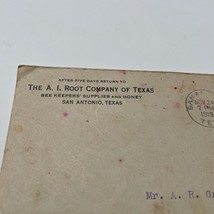 AFTER FIVE DAYS RETURN TO
THE A. I. ROOT COMPANY OF TEXAS
BEE KEEPERS' SUPPLIES AND HONEY
SAN ANTONIO, TEXAS
SAN
Mr. A. R. G